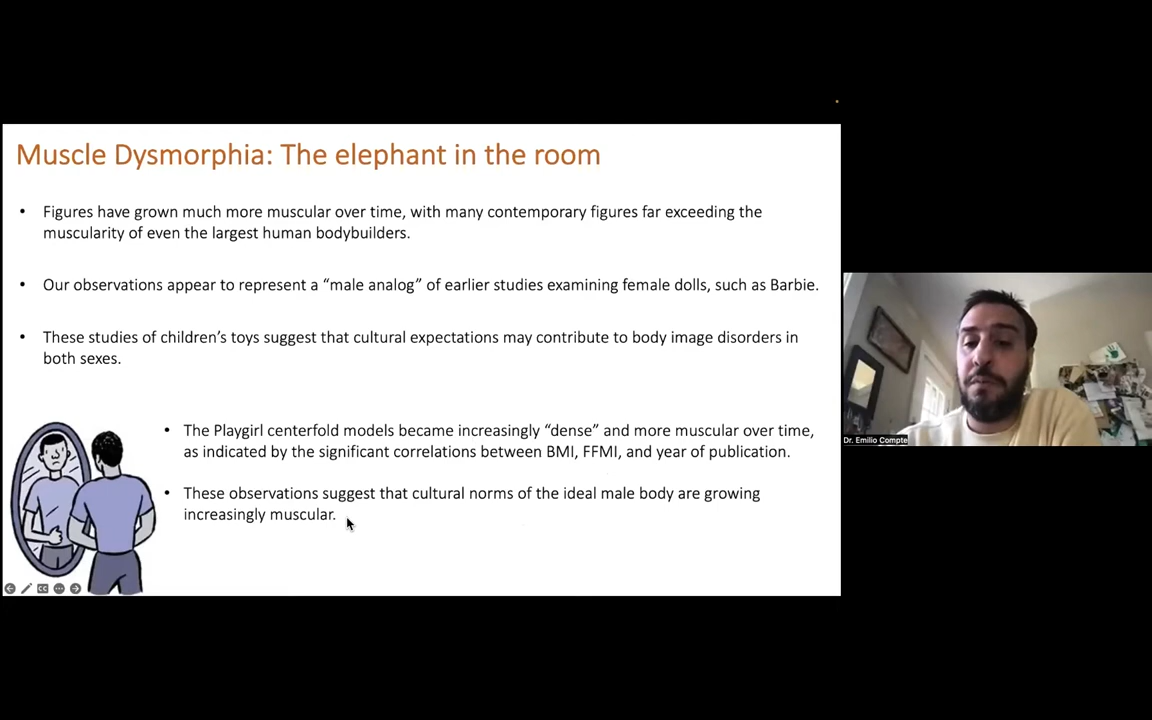 Muscle Dysmorphia: The elephant in the room
• Figures have grown much more muscular over time, with many contemporary figures far exceeding the
muscularity of even the largest human bodybuilders.
• Our observations appear to represent a “male analog” of earlier studies examining female dolls, such as Barbie.
• These studies of children’s toys suggest that cultural expectations may contribute to body image disorders in
both sexes.
• The Playgirl centerfold models became increasingly “dense” and more muscular over time,
as indicated by the significant correlations between BMI, FFMI, and year of publication.
• These observations suggest that cultural norms of the ideal male body are growing
increasingly muscular.
Dr. Emilio Compte